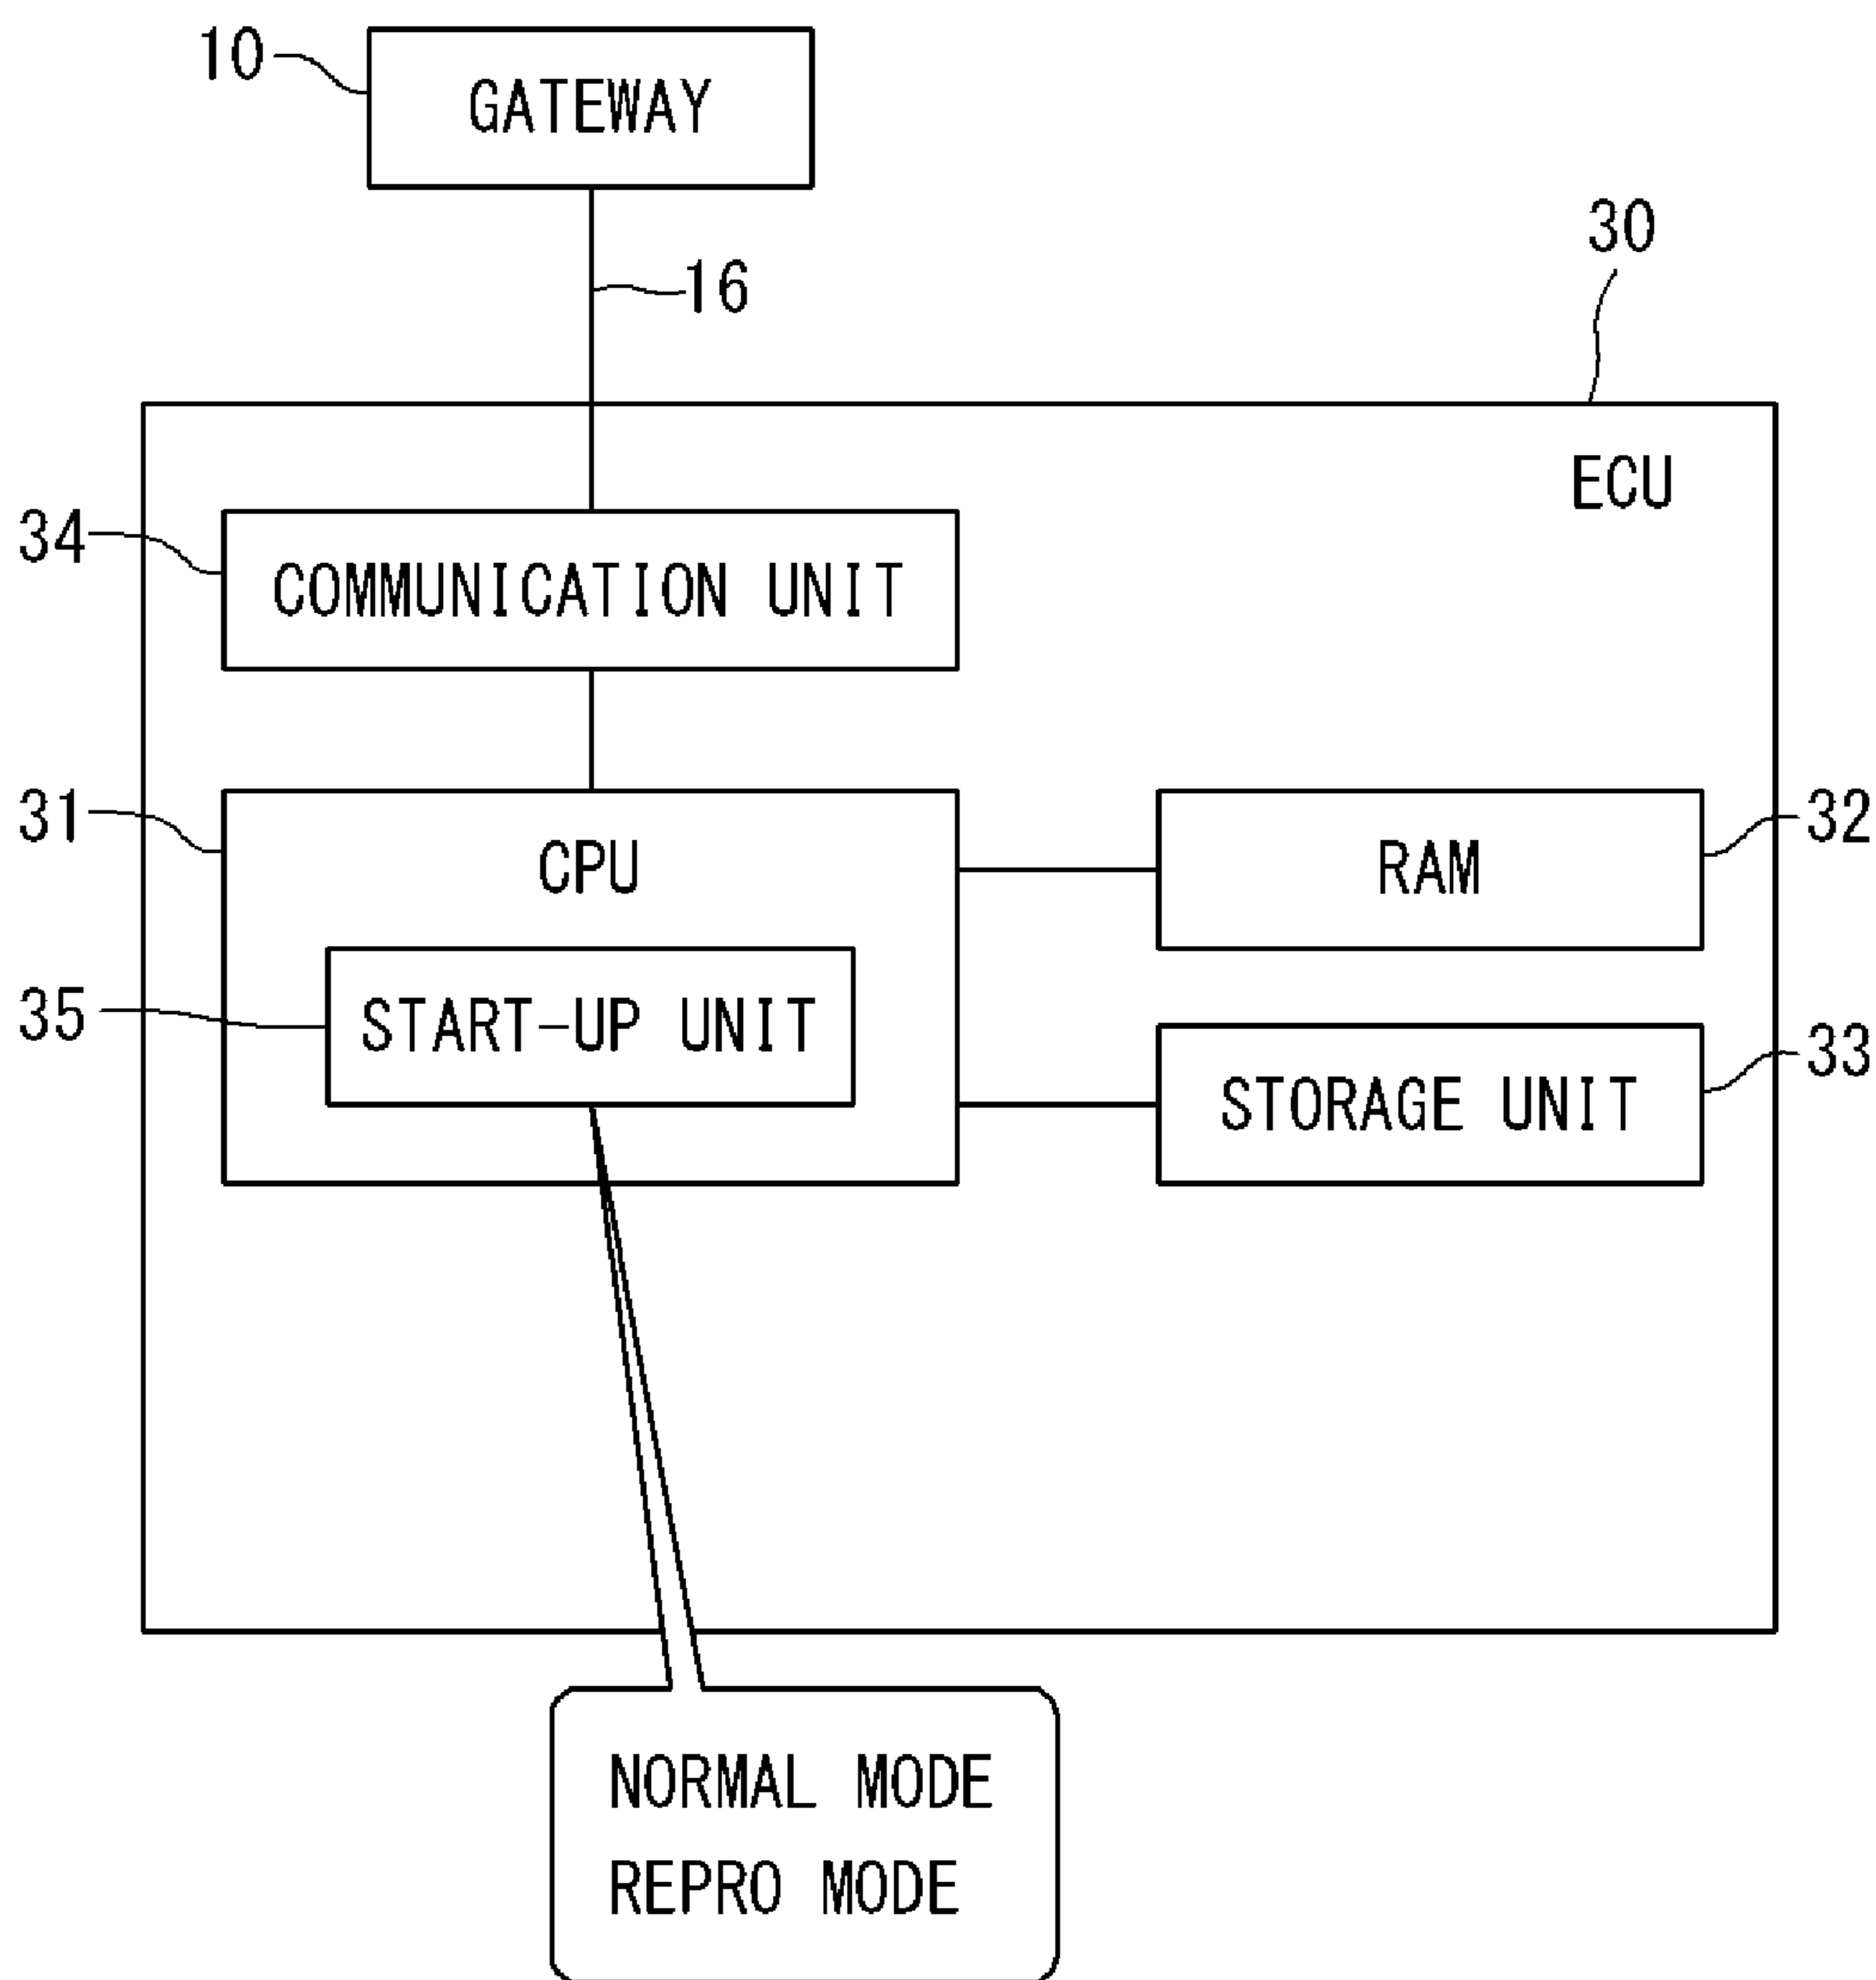 10
GATEWAY
16
30
ECU
34
COMMUNICATION UNIT
31
CPU
RAM
32
35
START-UP UNIT
STORAGE UNIT
33
NORMAL MODE
REPRO MODE